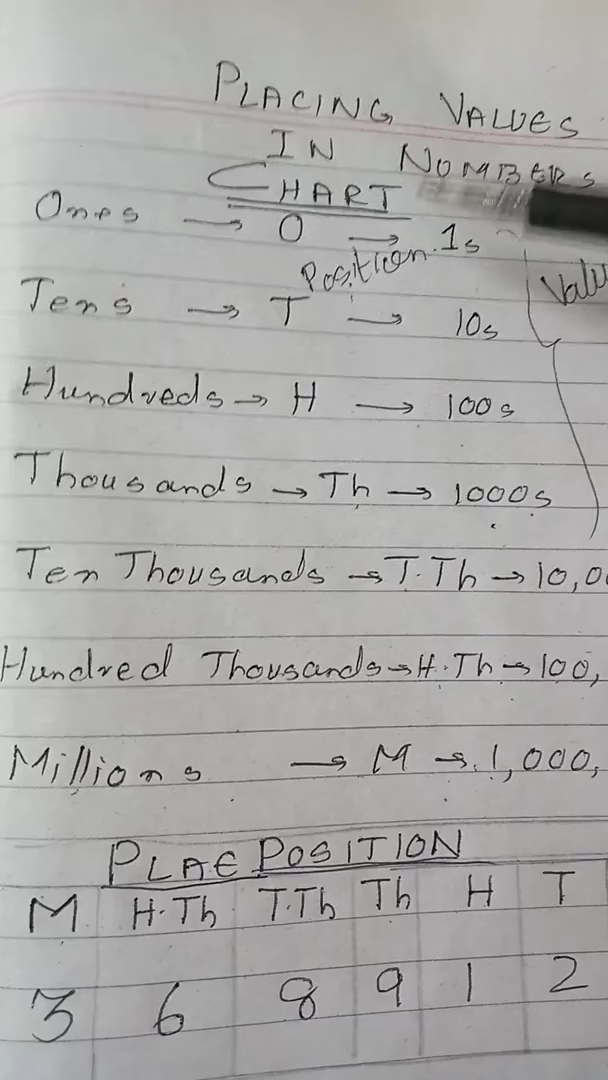 PLACING VALUES
IN NUMBERS
CHART
Ones → O → 1s
Position
Tens → T → 10s
Hundreds → H → 100s
Thousands → Th → 1000s
Ten Thousands → T.Th → 10,0
Hundred Thousands → H.Th → 100,
Millions → M → 1,000,
PLAE POSITION
M H.Th T.Th Th H T
3 6 8 9 1 2